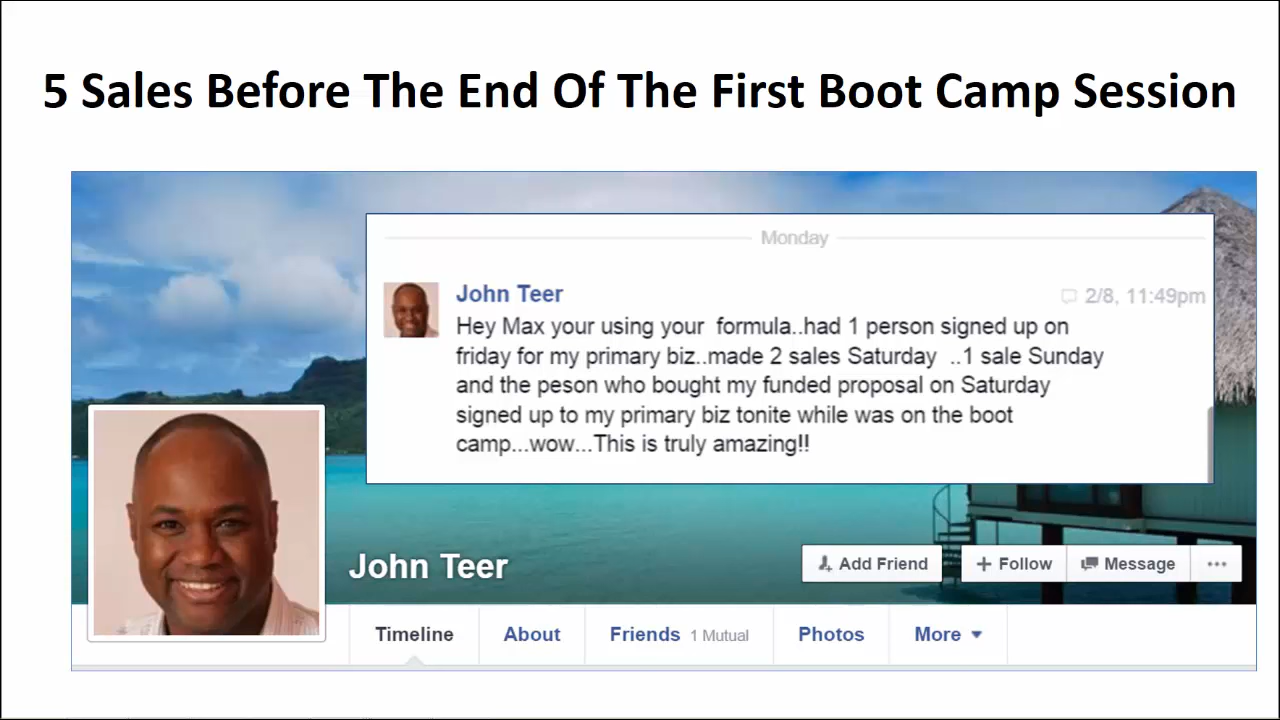 5 Sales Before The End Of The First Boot Camp Session
Monday
John Teer
2/8, 11:49pm
Hey Max your using your formula..had 1 person signed up on
friday for my primary biz..made 2 sales Saturday ..1 sale Sunday
and the peson who bought my funded proposal on Saturday
signed up to my primary biz tonite while was on the boot
camp...wow...This is truly amazing!!
John Teer
Add Friend
Follow
Message
Timeline
About
Friends 1 Mutual
Photos
More